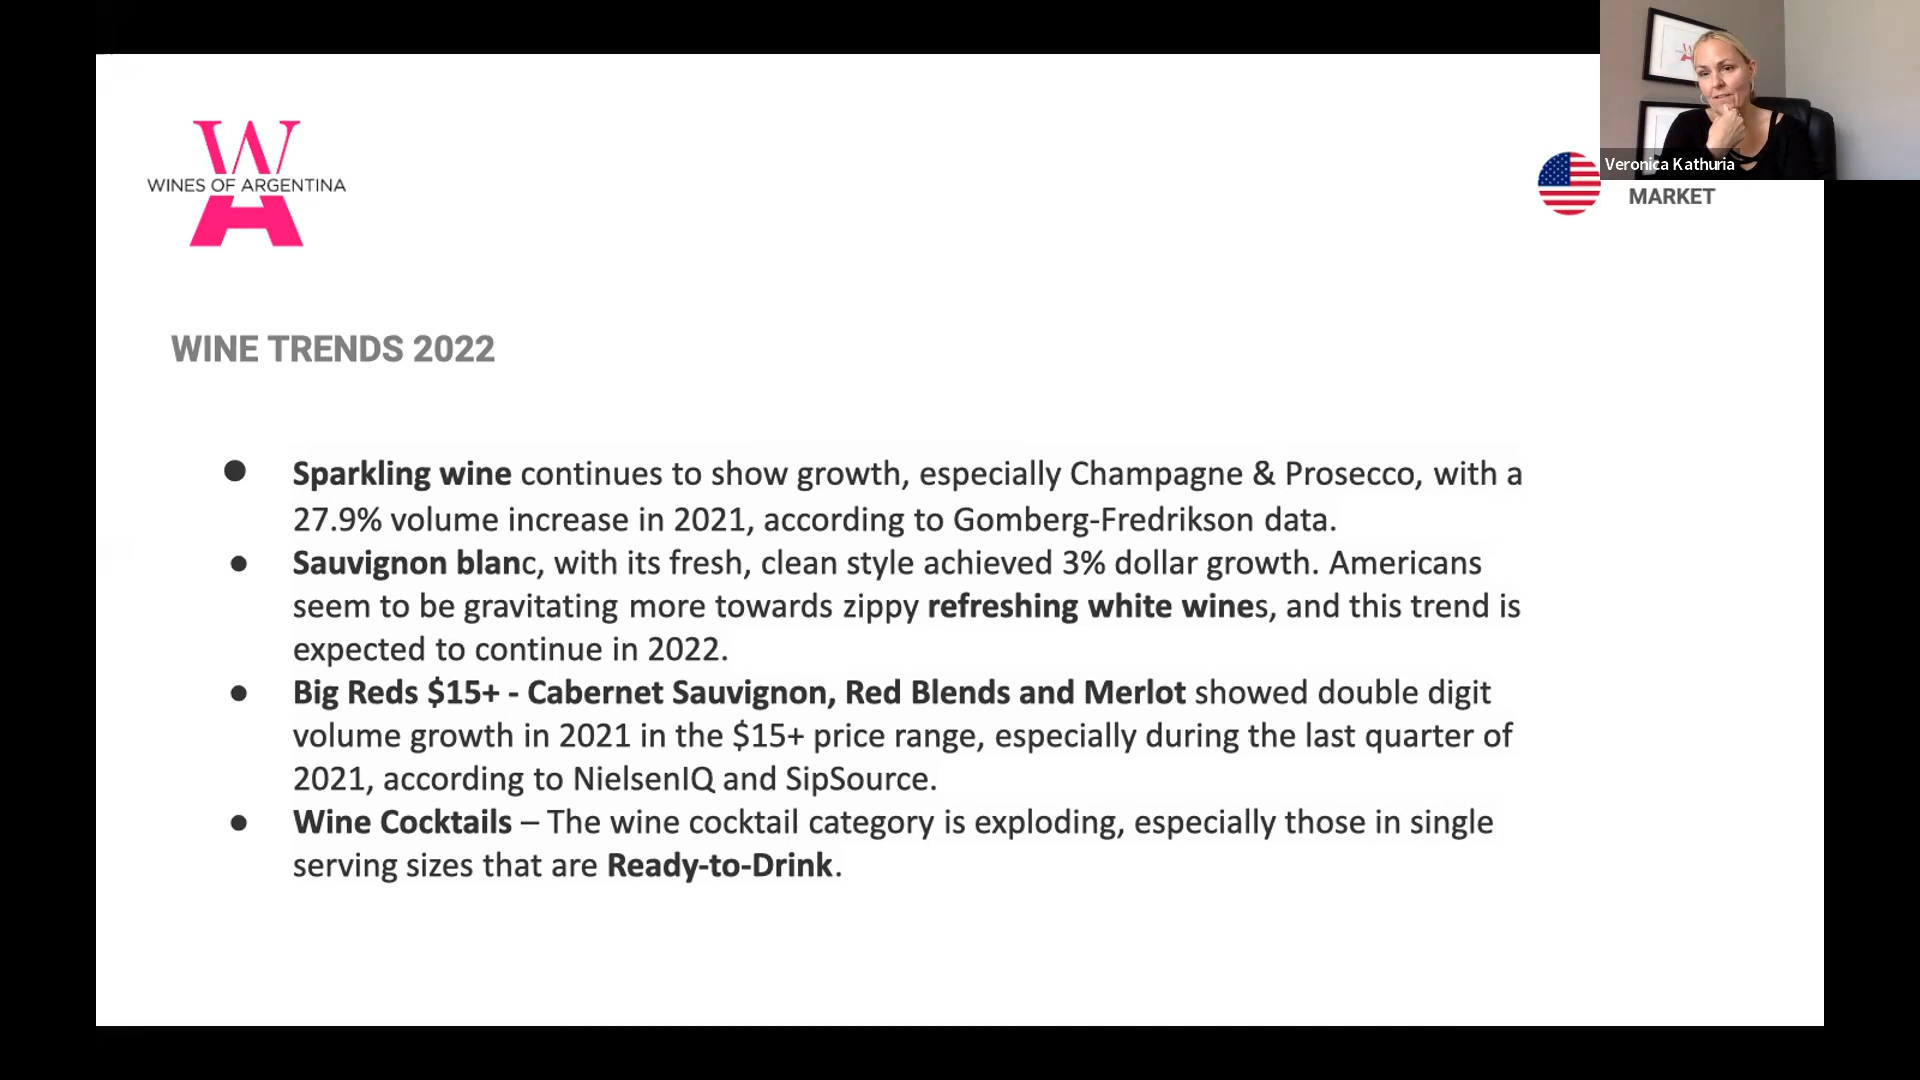 W
WINES OF ARGENTINA
A
Veronica Kathuria
MARKET
WINE TRENDS 2022
● Sparkling wine continues to show growth, especially Champagne & Prosecco, with a
27.9% volume increase in 2021, according to Gomberg-Fredrikson data.
● Sauvignon blanc, with its fresh, clean style achieved 3% dollar growth. Americans
seem to be gravitating more towards zippy refreshing white wines, and this trend is
expected to continue in 2022.
● Big Reds $15+ - Cabernet Sauvignon, Red Blends and Merlot showed double digit
volume growth in 2021 in the $15+ price range, especially during the last quarter of
2021, according to NielsenIQ and SipSource.
● Wine Cocktails – The wine cocktail category is exploding, especially those in single
serving sizes that are Ready-to-Drink.